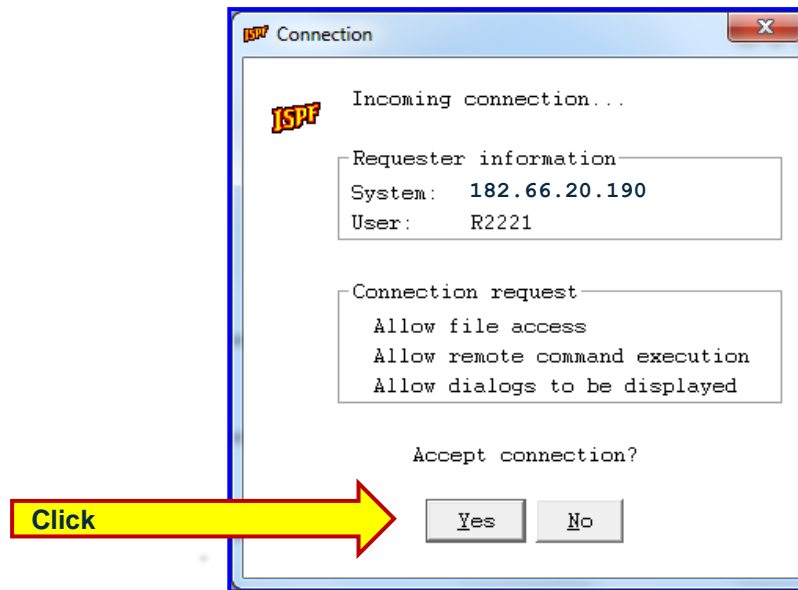 ISPF Connection X
Incoming connection...
ISPF
Requester information
System: 182.66.20.190
User: R2221
Connection request
Allow file access
Allow remote command execution
Allow dialogs to be displayed
Accept connection?
Click
Yes No